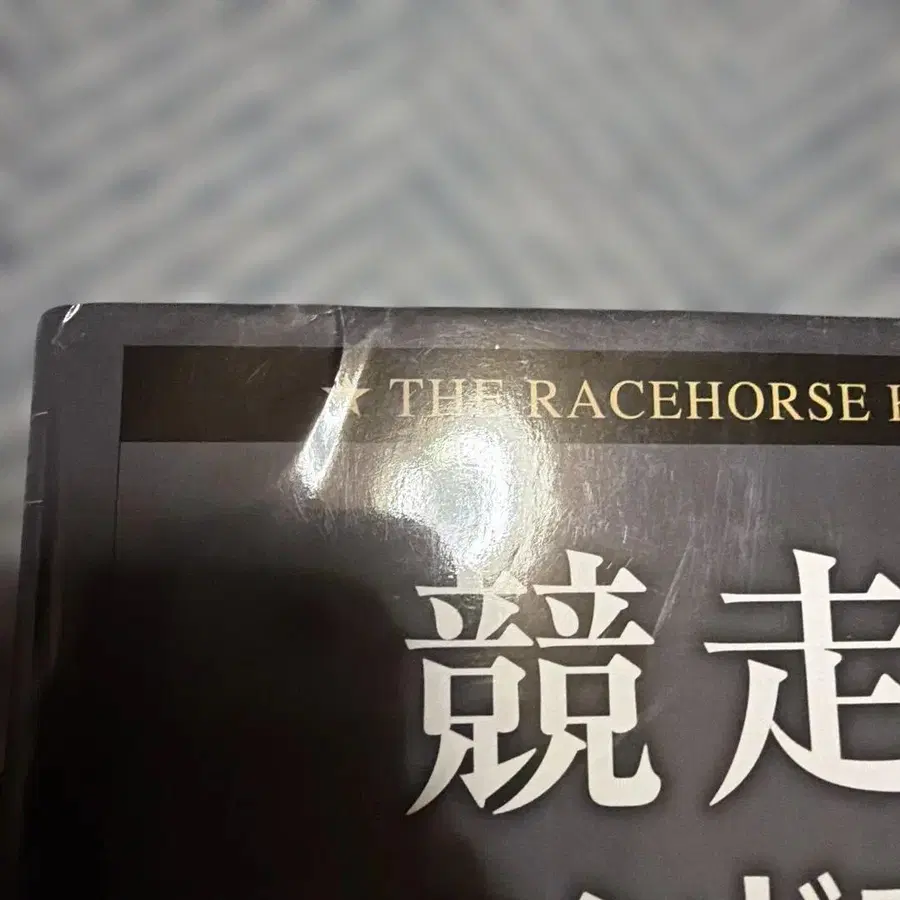 ★ THE RACEHORSE
競走